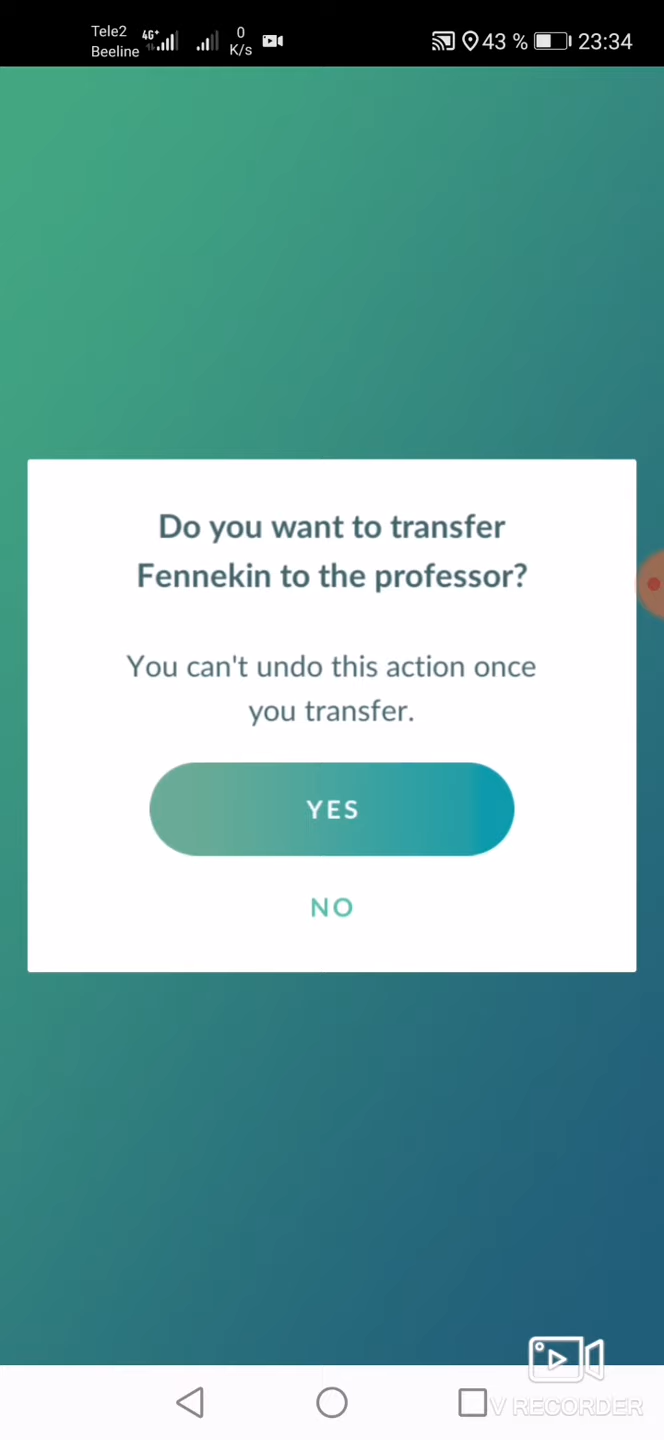 Tele2
Beeline
4G+
0
K/s
43 %
23:34
Do you want to transfer
Fennekin to the professor?
You can't undo this action once
you transfer.
YES
NO
V RECORDER